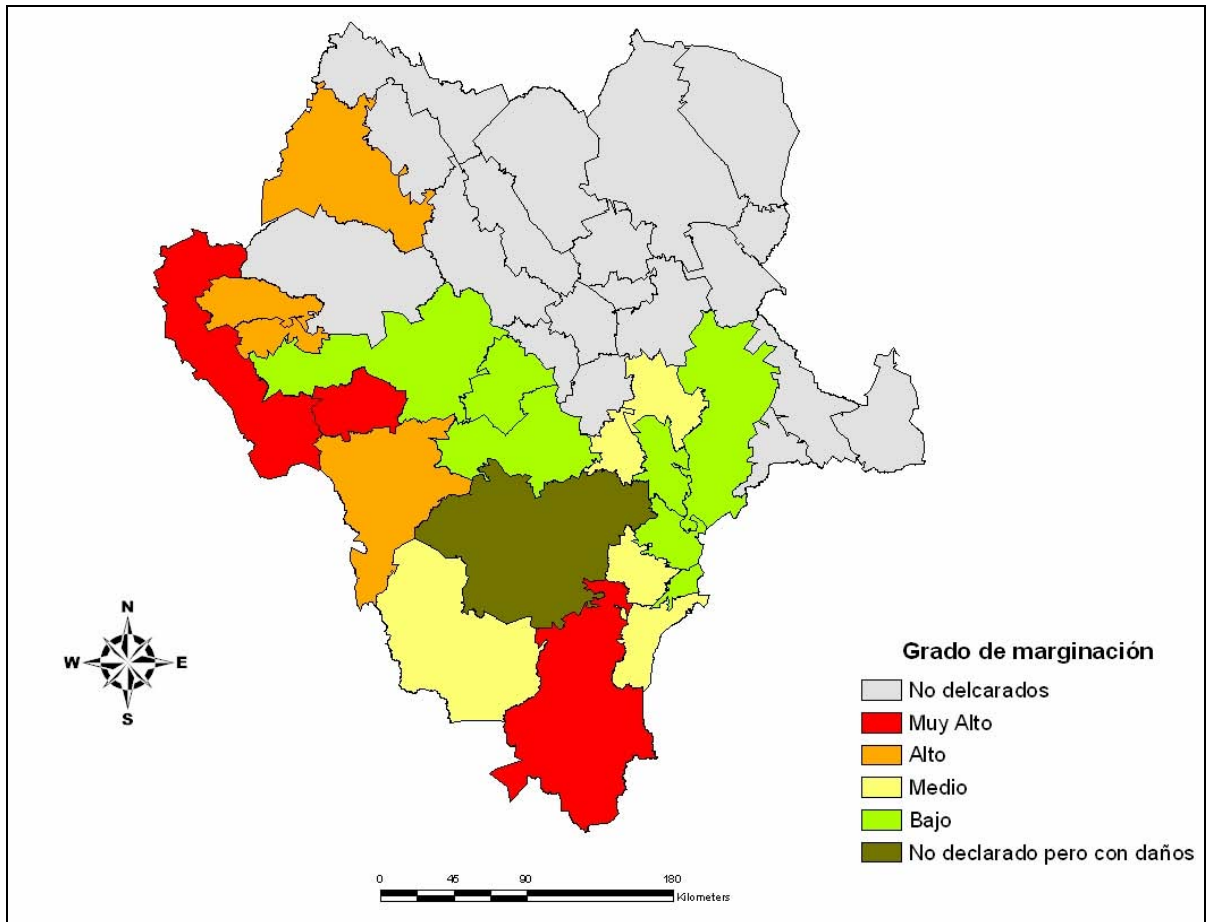 N
W E
S
Grado de marginación
No delcarados
Muy Alto
Alto
Medio
Bajo
No declarado pero con daños
0 45 90 180
Kilometers